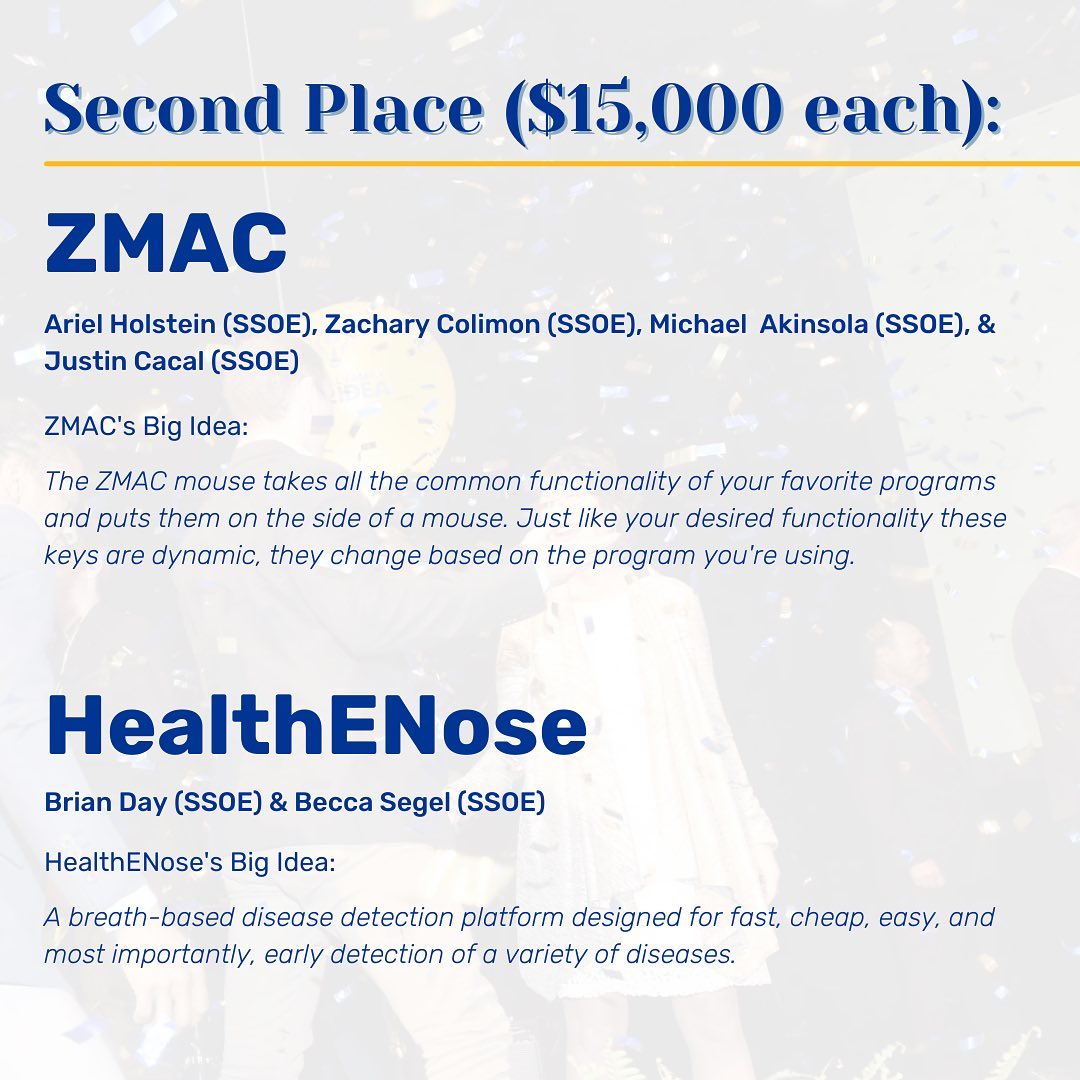 Second Place ($15,000 each):
ZMAC
Ariel Holstein (SSOE), Zachary Colimon (SSOE), Michael  Akinsola (SSOE), &
Justin Cacal (SSOE)
ZMAC's Big Idea:
The ZMAC mouse takes all the common functionality of your favorite programs
and puts them on the side of a mouse. Just like your desired functionality these
keys are dynamic, they change based on the program you're using.
HealthENose
Brian Day (SSOE) & Becca Segel (SSOE)
HealthENose's Big Idea:
A breath-based disease detection platform designed for fast, cheap, easy, and
most importantly, early detection of a variety of diseases.